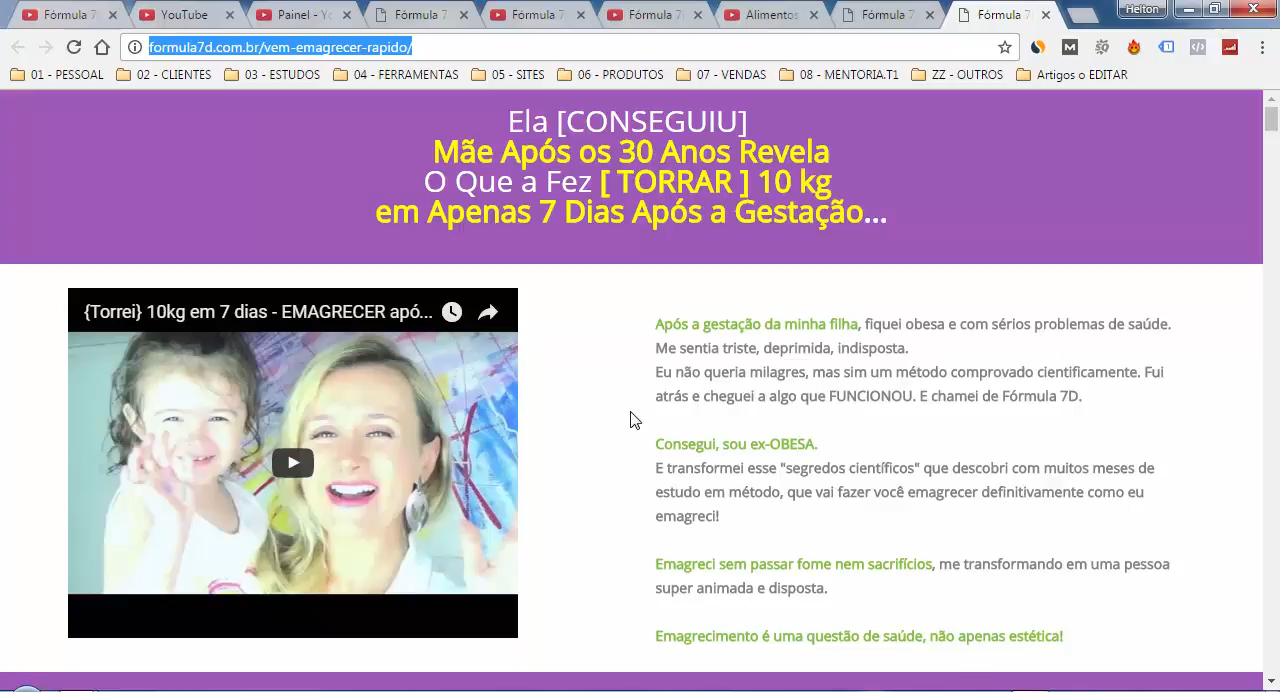 Fórmula 7
YouTube
Painel - Yo
Fórmula 7
Fórmula 7
Fórmula 7
Alimentos
Fórmula 7
Fórmula 7
Helton
formula7d.com.br/vem-emagrecer-rapido/
01 - PESSOAL
02 - CLIENTES
03 - ESTUDOS
04 - FERRAMENTAS
05 - SITES
06 - PRODUTOS
07 - VENDAS
08 - MENTORIA.T1
ZZ - OUTROS
Artigos o EDITAR
Ela [CONSEGUIU]
Mãe Após os 30 Anos Revela
O Que a Fez [ TORRAR ] 10 kg
em Apenas 7 Dias Após a Gestação...
{Torrei} 10kg em 7 dias - EMAGRECER apó...
Após a gestação da minha filha, fiquei obesa e com sérios problemas de saúde.
Me sentia triste, deprimida, indisposta.
Eu não queria milagres, mas sim um método comprovado cientificamente. Fui
atrás e cheguei a algo que FUNCIONOU. E chamei de Fórmula 7D.
Consegui, sou ex-OBESA.
E transformei esse "segredos científicos" que descobri com muitos meses de
estudo em método, que vai fazer você emagrecer definitivamente como eu
emagreci!
Emagreci sem passar fome nem sacrifícios, me transformando em uma pessoa
super animada e disposta.
Emagrecimento é uma questão de saúde, não apenas estética!